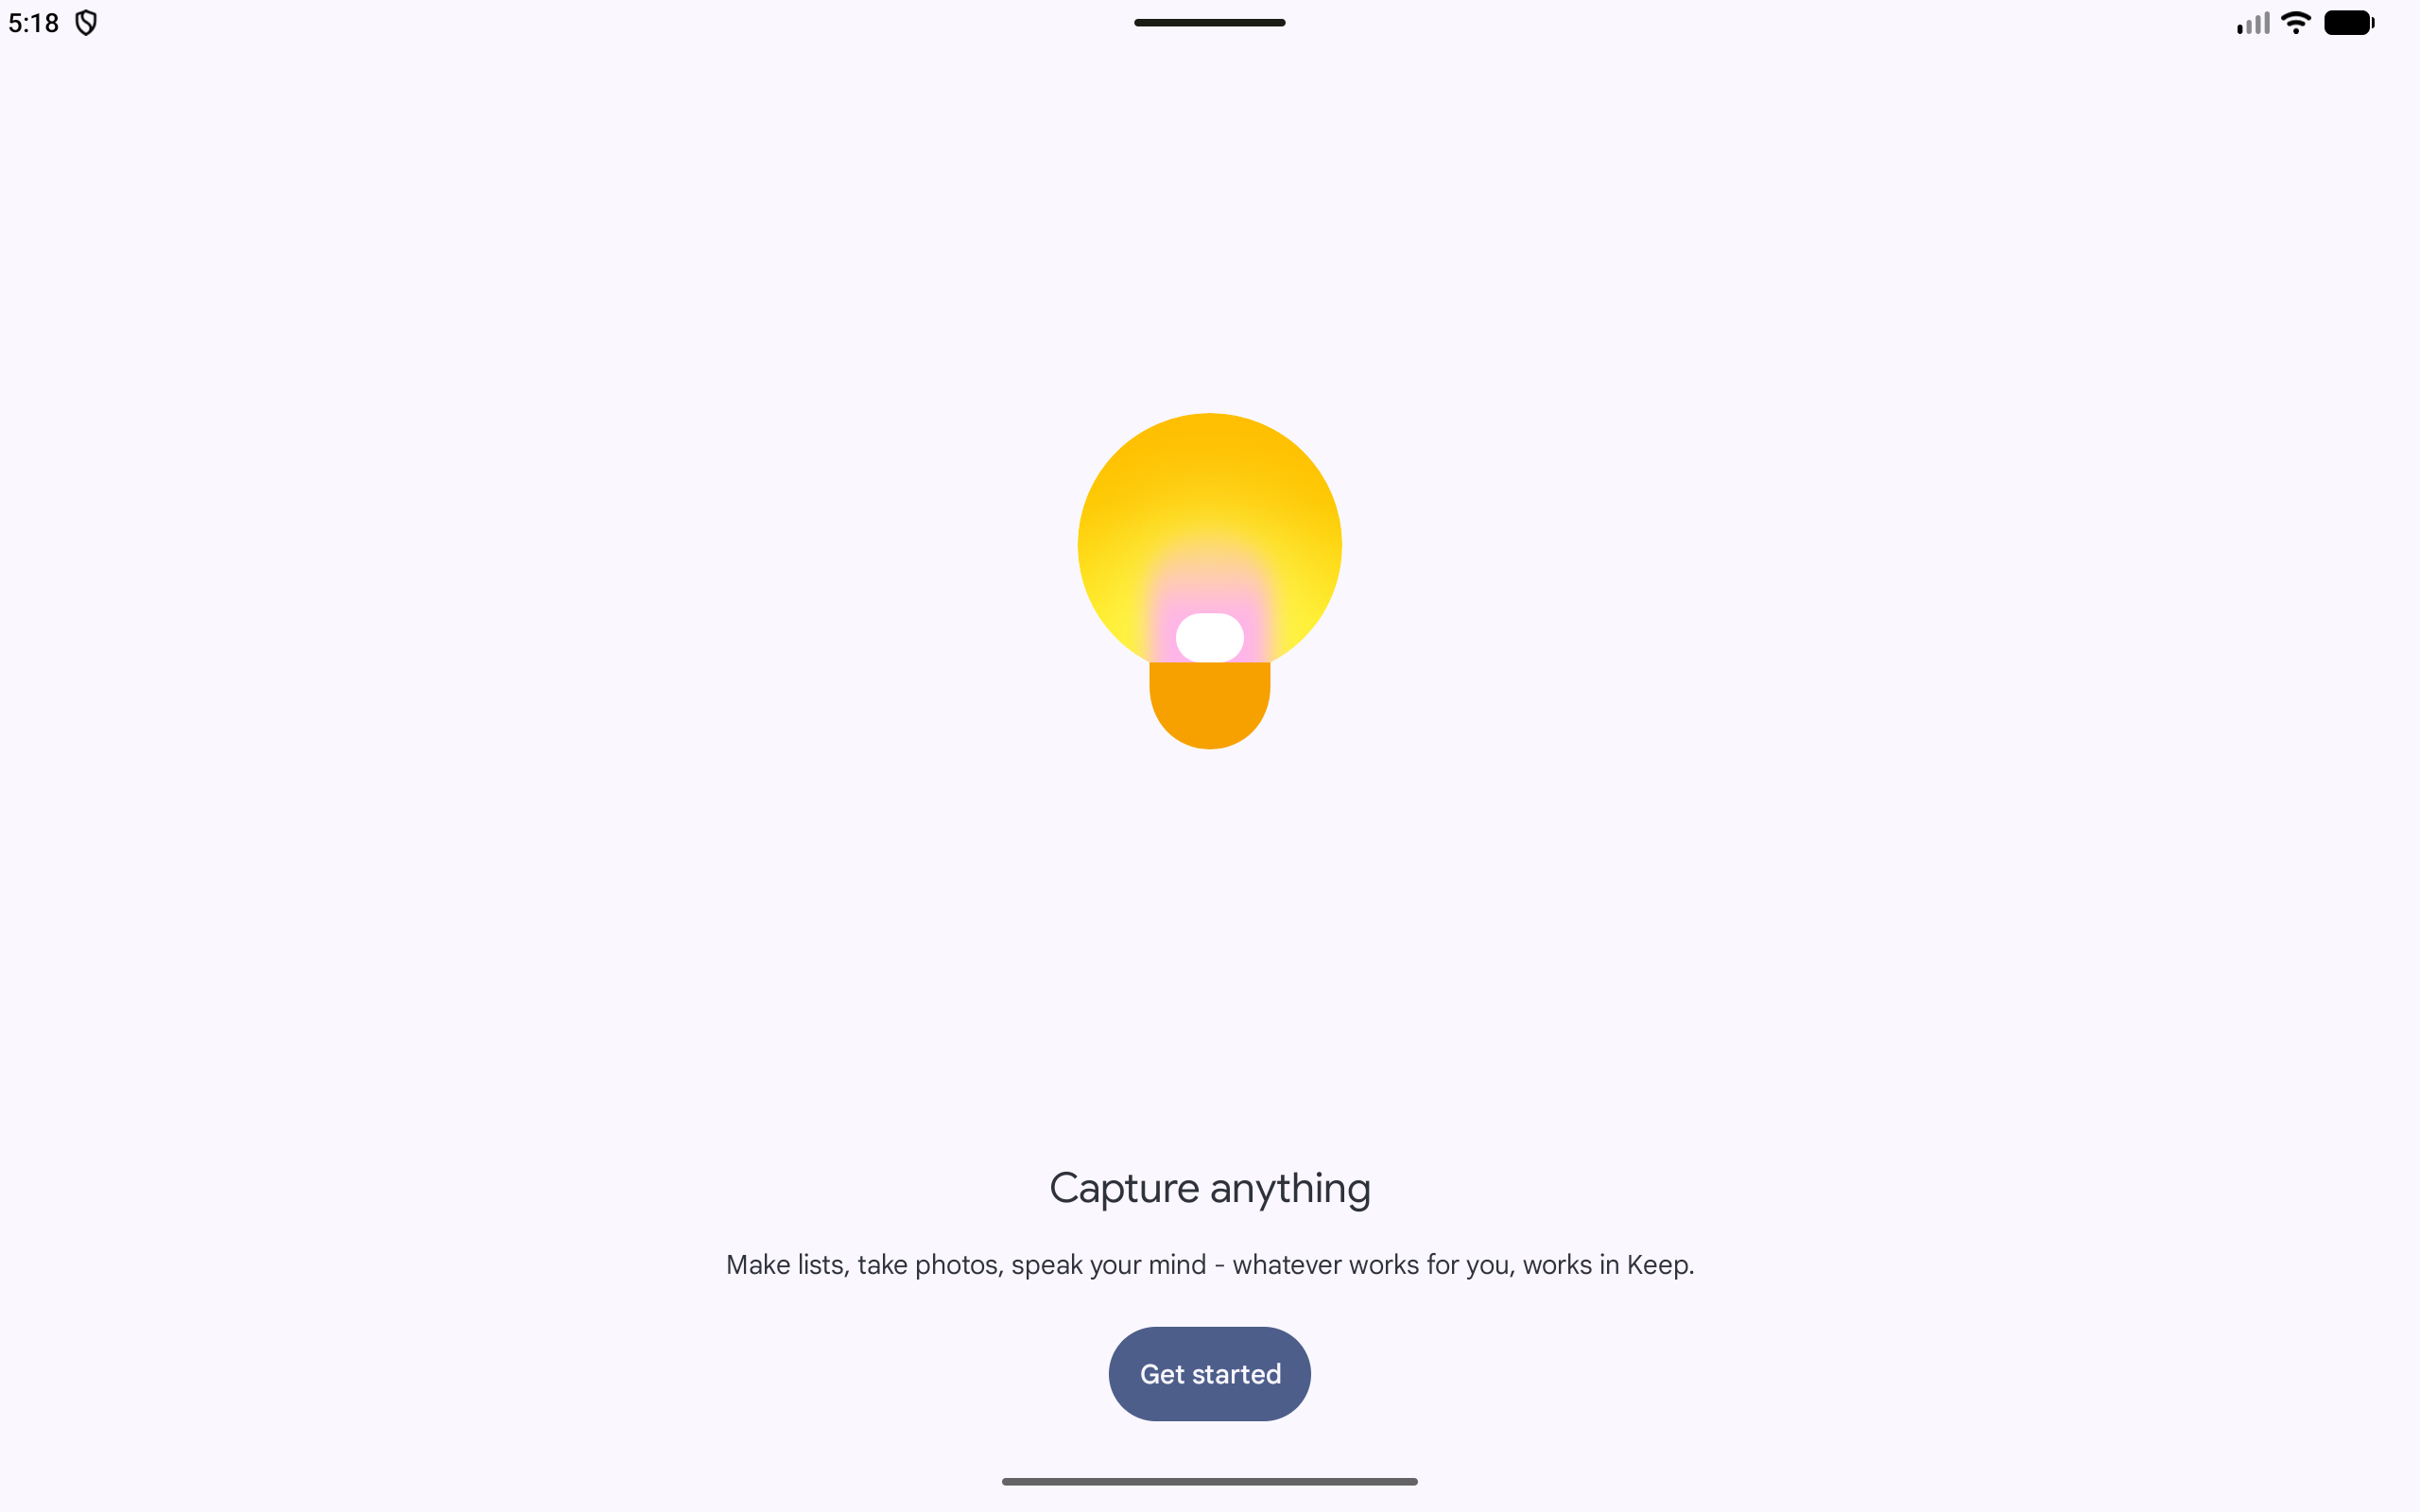 5:18
Capture anything
Make lists, take photos, speak your mind - whatever works for you, works in Keep.
Get started